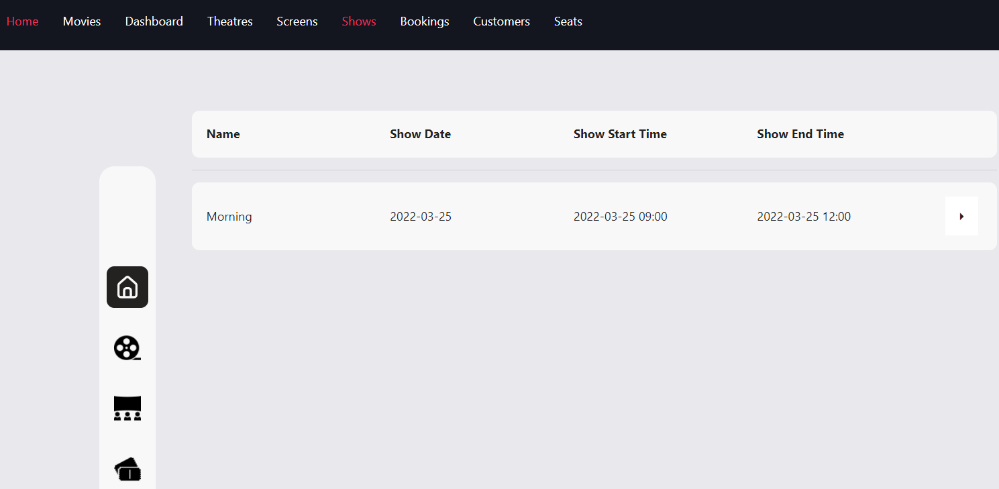 Home Movies Dashboard Theatres Screens Shows Bookings Customers Seats
Name Show Date Show Start Time Show End Time
Morning 2022-03-25 2022-03-25 09:00 2022-03-25 12:00